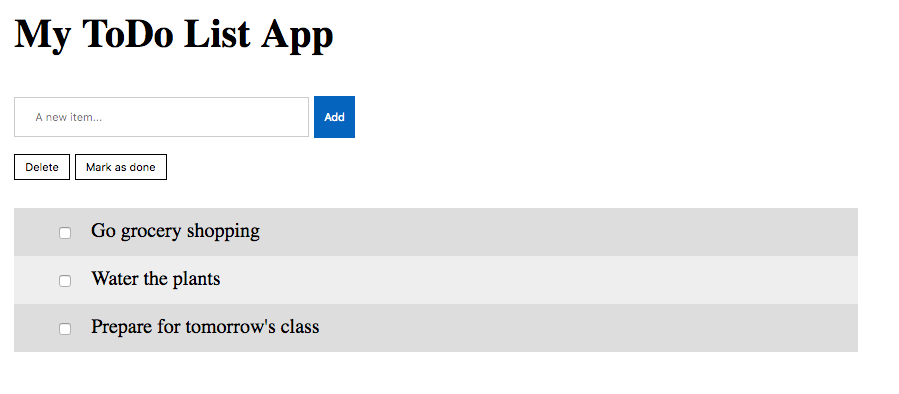 My ToDo List App
A new item...
Add
Delete
Mark as done
Go grocery shopping
Water the plants
Prepare for tomorrow's class